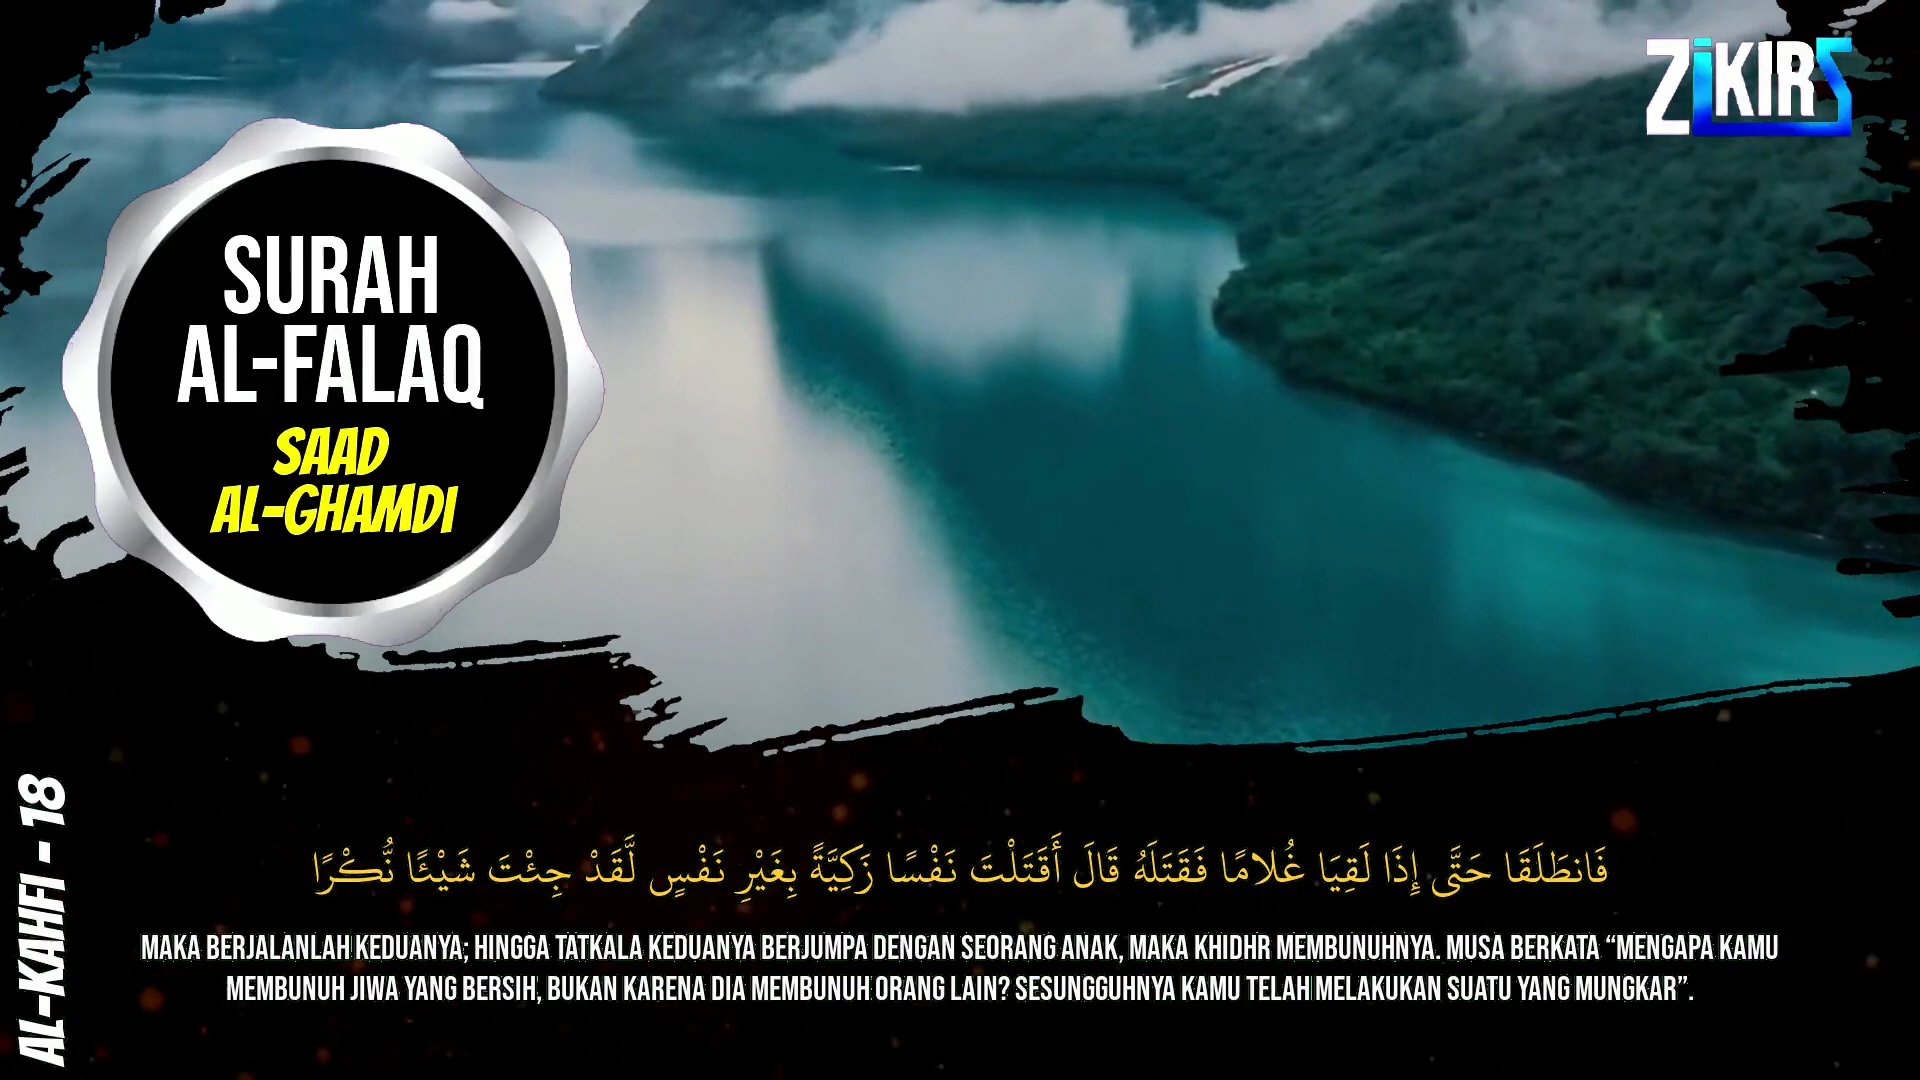 ZIKIRS
SURAH
AL-FALAQ
SAAD
AL-GHAMDI
AL-KAHFI - 18
فَانطَلَقَا حَتَّى إِذَا لَقِيَا غُلامًا فَقَتَلَهُ قَالَ أَقَتَلْتَ نَفْسًا زَكِيَّةً بِغَيْرِ نَفْسٍ لَّقَدْ جِئْتَ شَيْئًا نُّكْرًا
MAKA BERJALANLAH KEDUANYA; HINGGA TATKALA KEDUANYA BERJUMPA DENGAN SEORANG ANAK, MAKA KHIDHR MEMBUNUHNYA. MUSA BERKATA “MENGAPA KAMU
MEMBUNUH JIWA YANG BERSIH, BUKAN KARENA DIA MEMBUNUH ORANG LAIN? SESUNGGUHNYA KAMU TELAH MELAKUKAN SUATU YANG MUNGKAR”.